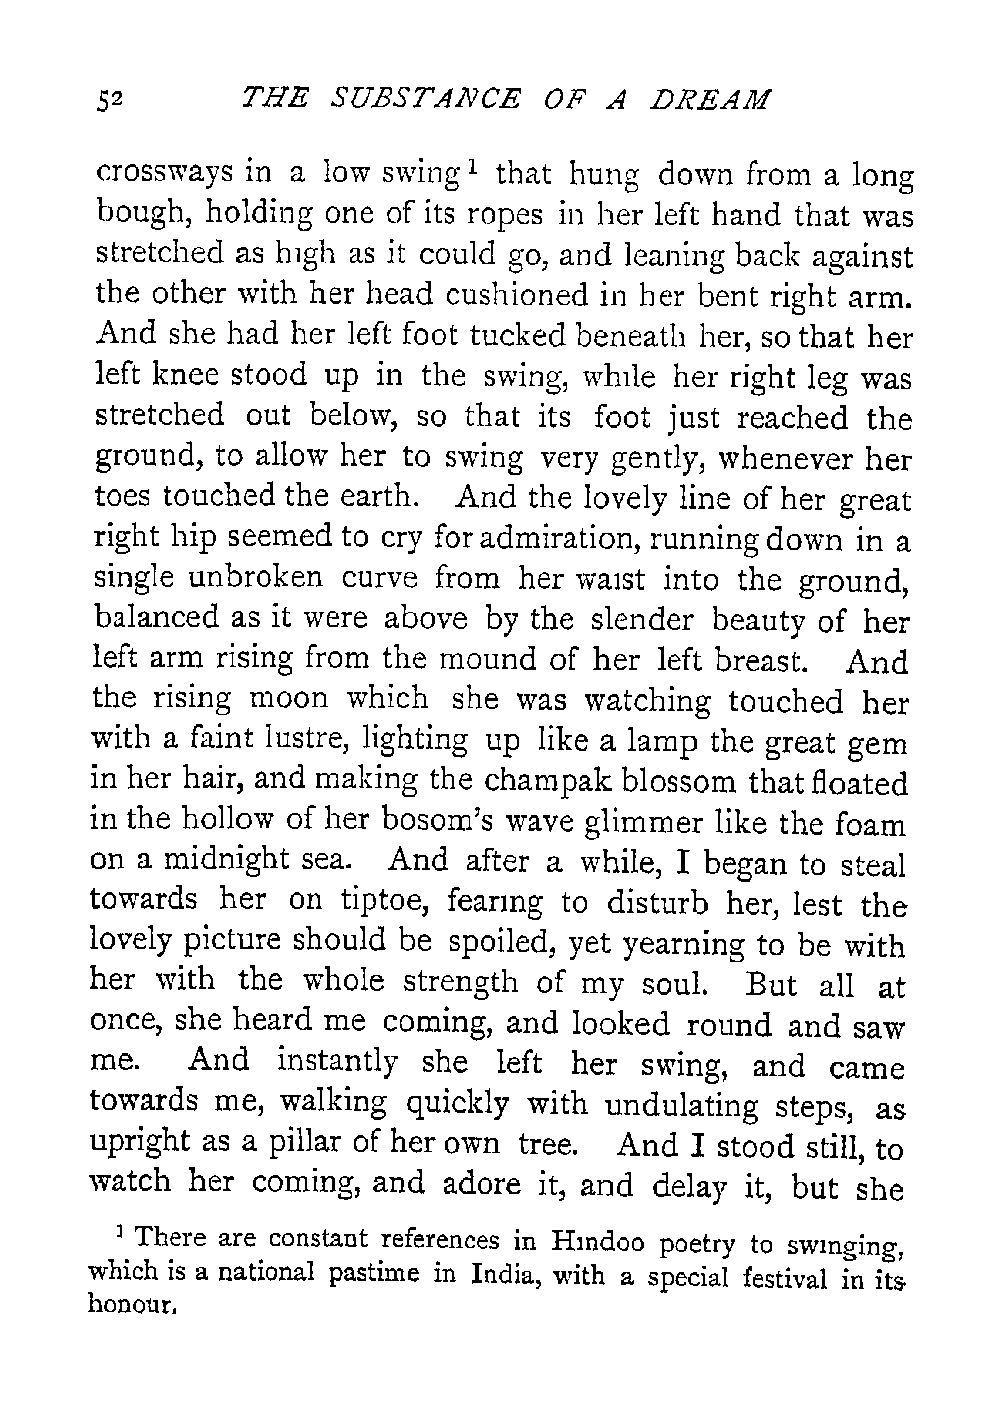 52 THE SUBSTANCE OF A DREAM
crossways in a low swing¹ that hung down from a long
bough, holding one of its ropes in her left hand that was
stretched as high as it could go, and leaning back against
the other with her head cushioned in her bent right arm.
And she had her left foot tucked beneath her, so that her
left knee stood up in the swing, while her right leg was
stretched out below, so that its foot just reached the
ground, to allow her to swing very gently, whenever her
toes touched the earth. And the lovely line of her great
right hip seemed to cry for admiration, running down in a
single unbroken curve from her waist into the ground,
balanced as it were above by the slender beauty of her
left arm rising from the mound of her left breast. And
the rising moon which she was watching touched her
with a faint lustre, lighting up like a lamp the great gem
in her hair, and making the champak blossom that floated
in the hollow of her bosom's wave glimmer like the foam
on a midnight sea. And after a while, I began to steal
towards her on tiptoe, fearing to disturb her, lest the
lovely picture should be spoiled, yet yearning to be with
her with the whole strength of my soul. But all at
once, she heard me coming, and looked round and saw
me. And instantly she left her swing, and came
towards me, walking quickly with undulating steps, as
upright as a pillar of her own tree. And I stood still, to
watch her coming, and adore it, and delay it, but she
¹ There are constant references in Hindoo poetry to swinging,
which is a national pastime in India, with a special festival in its
honour.